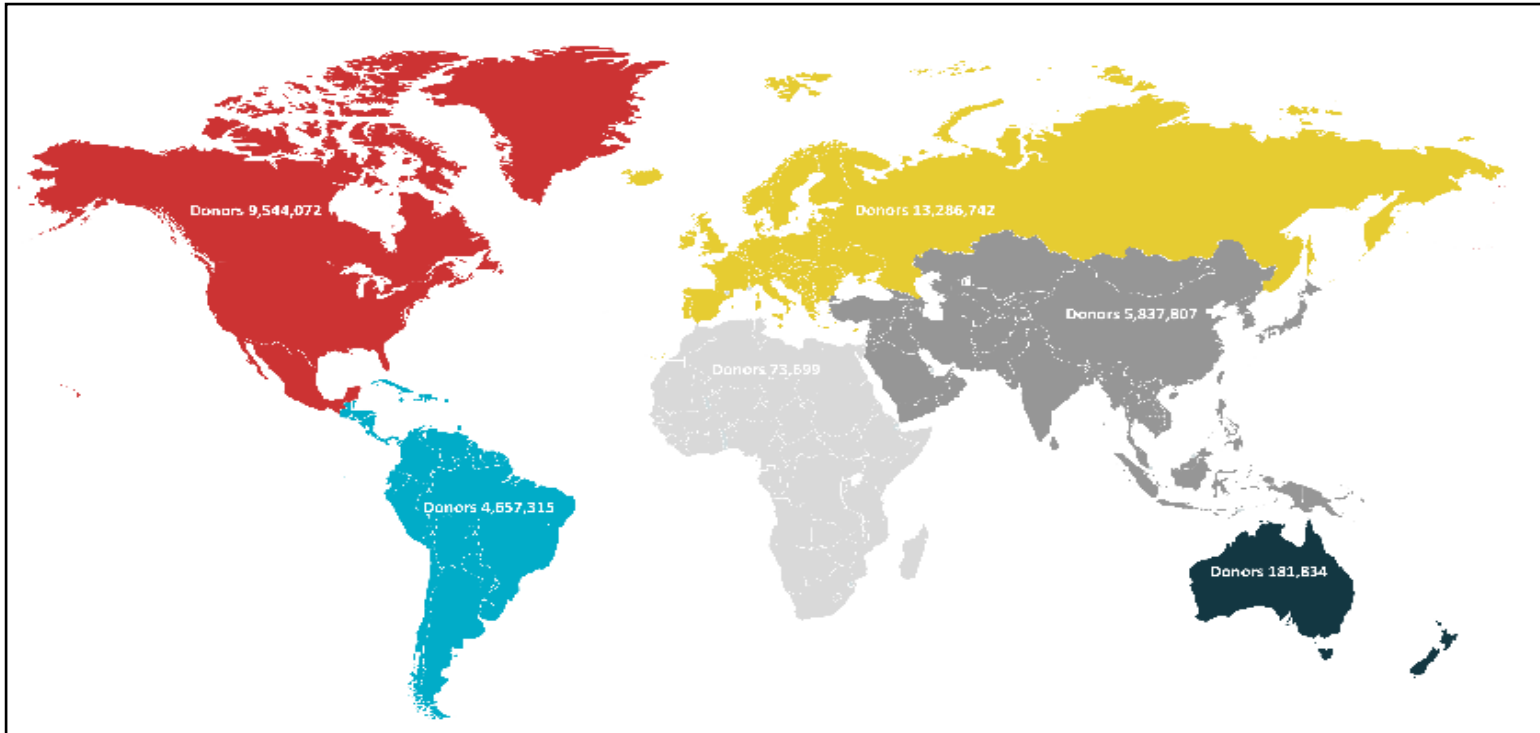 Donors 9,544,072
Donors 13,286,742
Donors 5,837,807
Donors 73,699
Donors 4,657,315
Donors 181,834